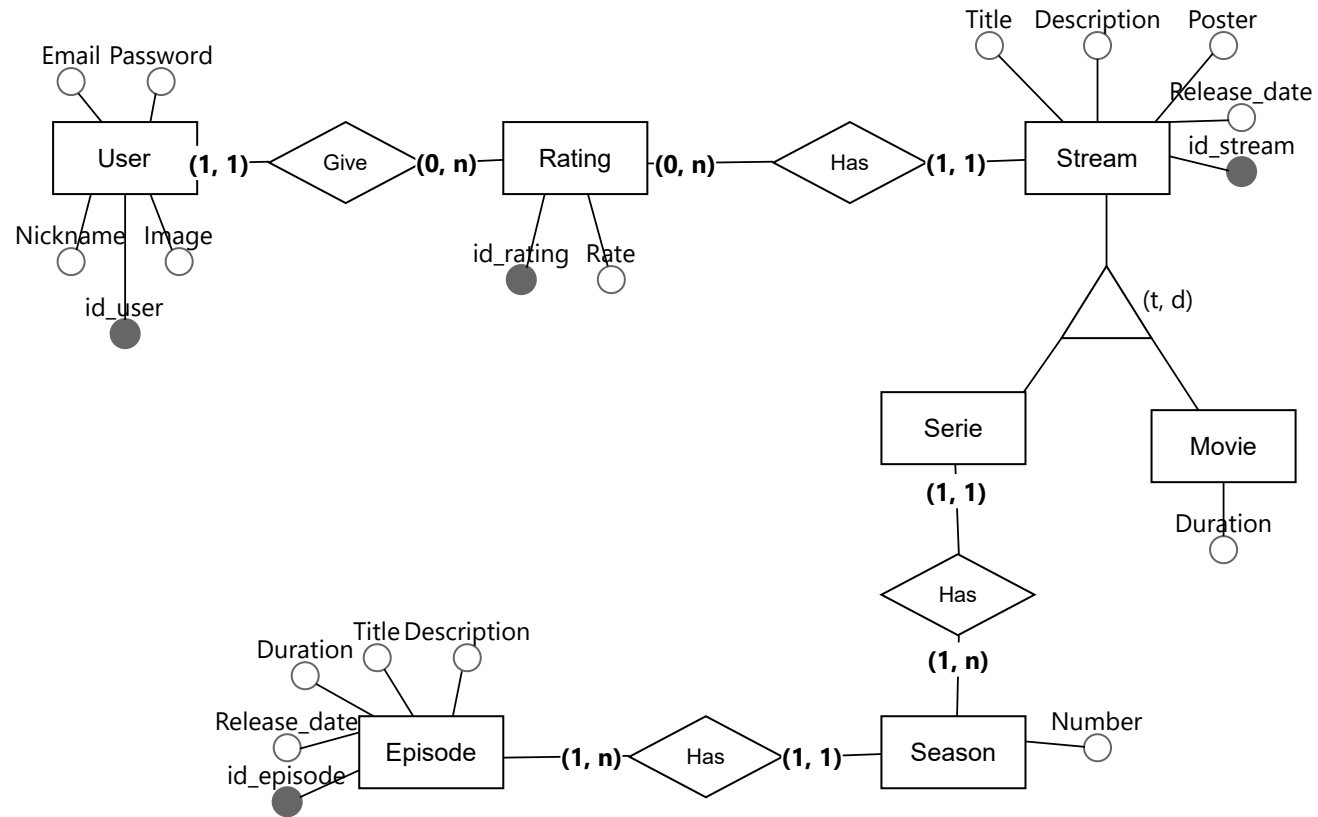 Title
Description
Poster
Email
Password
Release_date
User
(1, 1)
Give
(0, n)
Rating
(0, n)
Has
(1, 1)
Stream
id_stream
Nickname
Image
id_rating
Rate
id_user
(t, d)
Serie
Movie
(1, 1)
Duration
Has
Title
Description
Duration
(1, n)
Release_date
Number
Episode
(1, n)
Has
(1, 1)
Season
id_episode